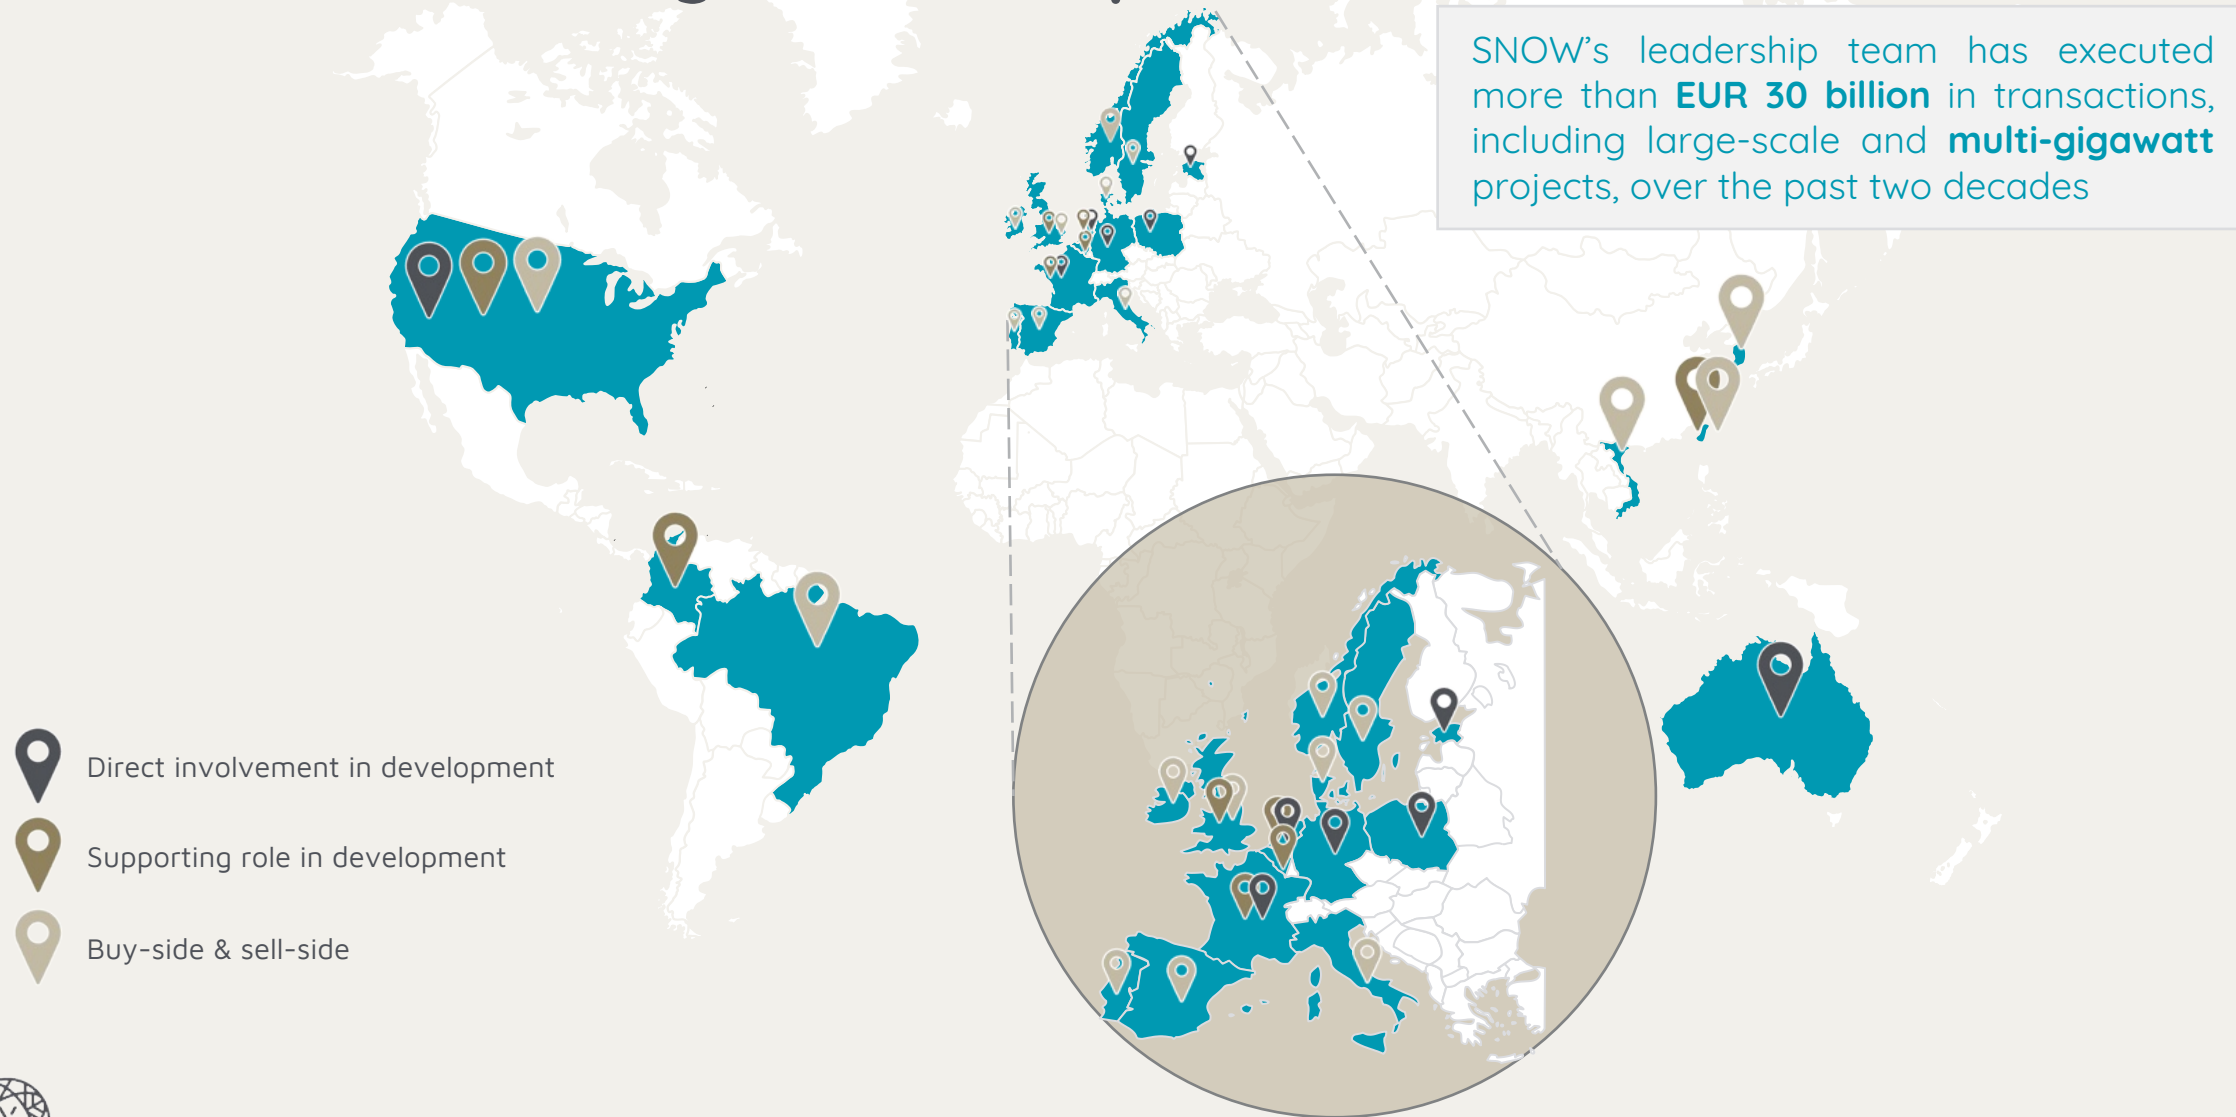 SNOW’s leadership team has executed
more than EUR 30 billion in transactions,
including large-scale and multi-gigawatt
projects, over the past two decades
Direct involvement in development
Supporting role in development
Buy-side & sell-side